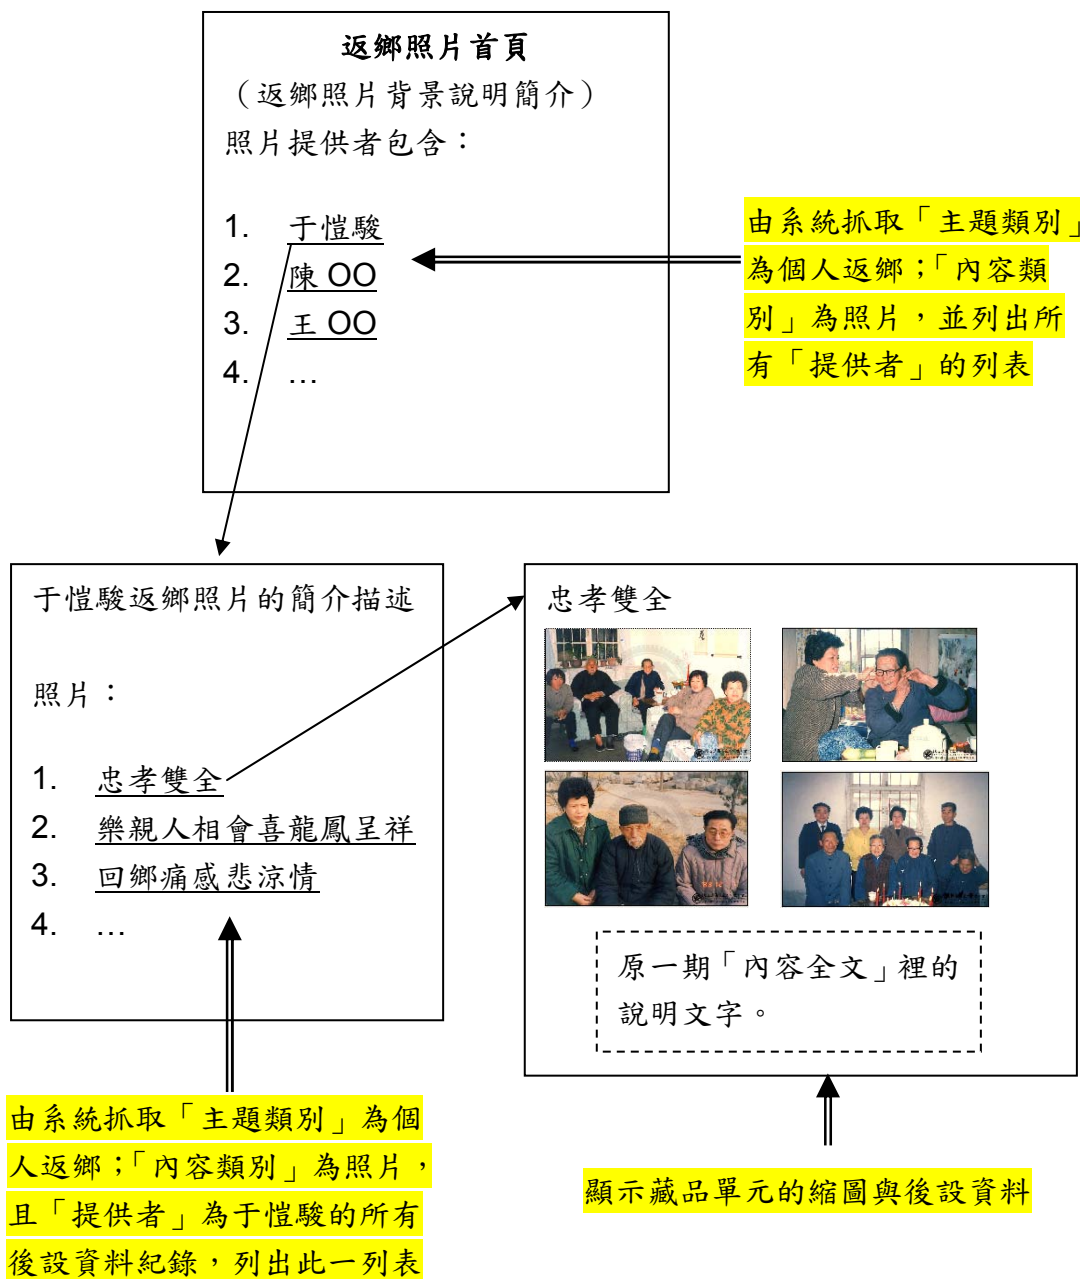 返鄉照片首頁
（返鄉照片背景說明簡介）
照片提供者包含：
1. 于愷駿
2. 陳 OO
3. 王 OO
4. …
由系統抓取「主題類別」
為個人返鄉；「內容類
別」為照片，並列出所
有「提供者」的列表
于愷駿返鄉照片的簡介描述
照片：
1. 忠孝雙全
2. 樂親人相會喜龍鳳呈祥
3. 回鄉痛感悲涼情
4. …
忠孝雙全
原一期「內容全文」裡的
說明文字。
由系統抓取「主題類別」為個
人返鄉；「內容類別」為照片，
且「提供者」為于愷駿的所有
後設資料紀錄，列出此一列表
顯示藏品單元的縮圖與後設資料